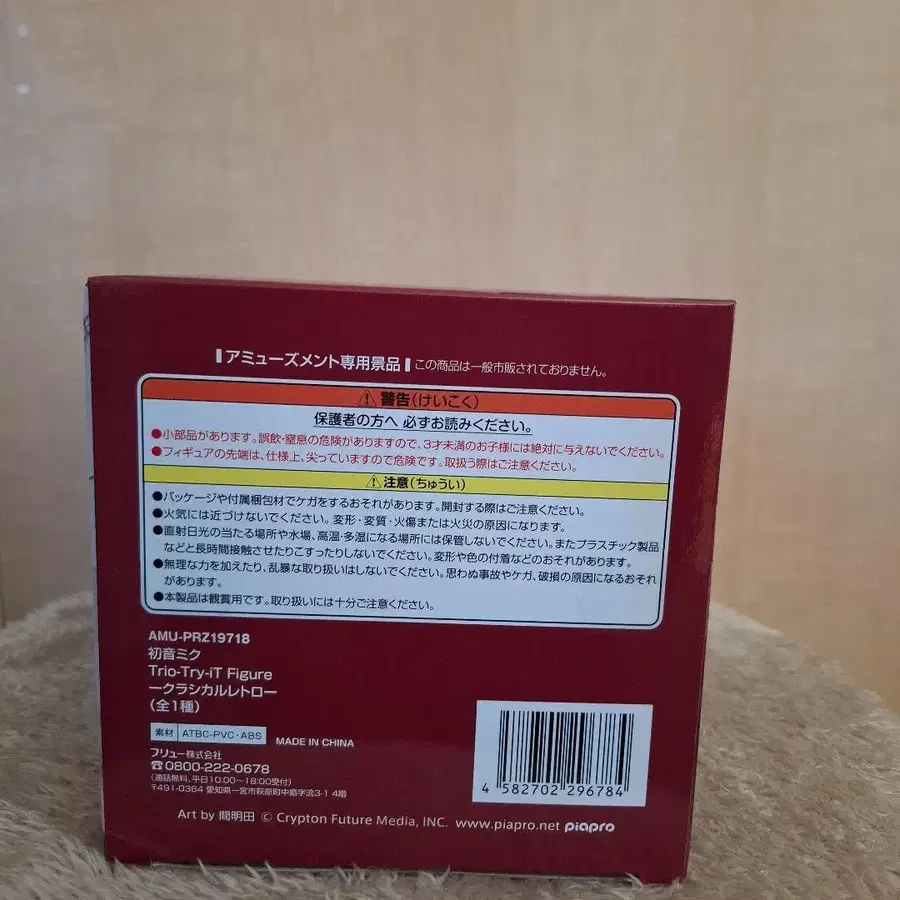 アミューズメント専用景品 この商品は一般市販されておりません。
⚠警告(けいこく)
保護者の方へ 必ずお読みください。
●小部品があります。誤飲・窒息の危険がありますので、3才未満のお子様には絶対に与えないでください。
●フィギュアの先端は、仕様上、尖っていますので危険です。取扱う際はご注意ください。
⚠注意(ちゅうい)
●パッケージや付属梱包材でケガをするおそれがあります。開封する際はご注意ください。
●火気には近づけないでください。変形・変質・火傷または火災の原因になります。
●直射日光の当たる場所や水場、高温・多湿になる場所には保管しないでください。またプラスチック製品
などと長時間接触させたりこすったりしないでください。変形や色の付着などのおそれがあります。
●無理な力を加えたり、乱暴な取り扱いはしないでください。思わぬ事故やケガ、破損の原因になるおそれ
があります。
●本製品は観賞用です。取り扱いには十分ご注意ください。
AMU-PRZ19718
初音ミク
Trio-Try-iT Figure
ークラシカルレトロー
(全1種)
素材 ATBC-PVC・ABS MADE IN CHINA
フリュー株式会社
☎0800-222-0678
(通話無料、平日10:00〜18:00受付)
〒491-0364 愛知県一宮市萩原町中島字流3-1 4階
4 582702 296784
Art by 間明田 © Crypton Future Media, INC. www.piapro.net piapro